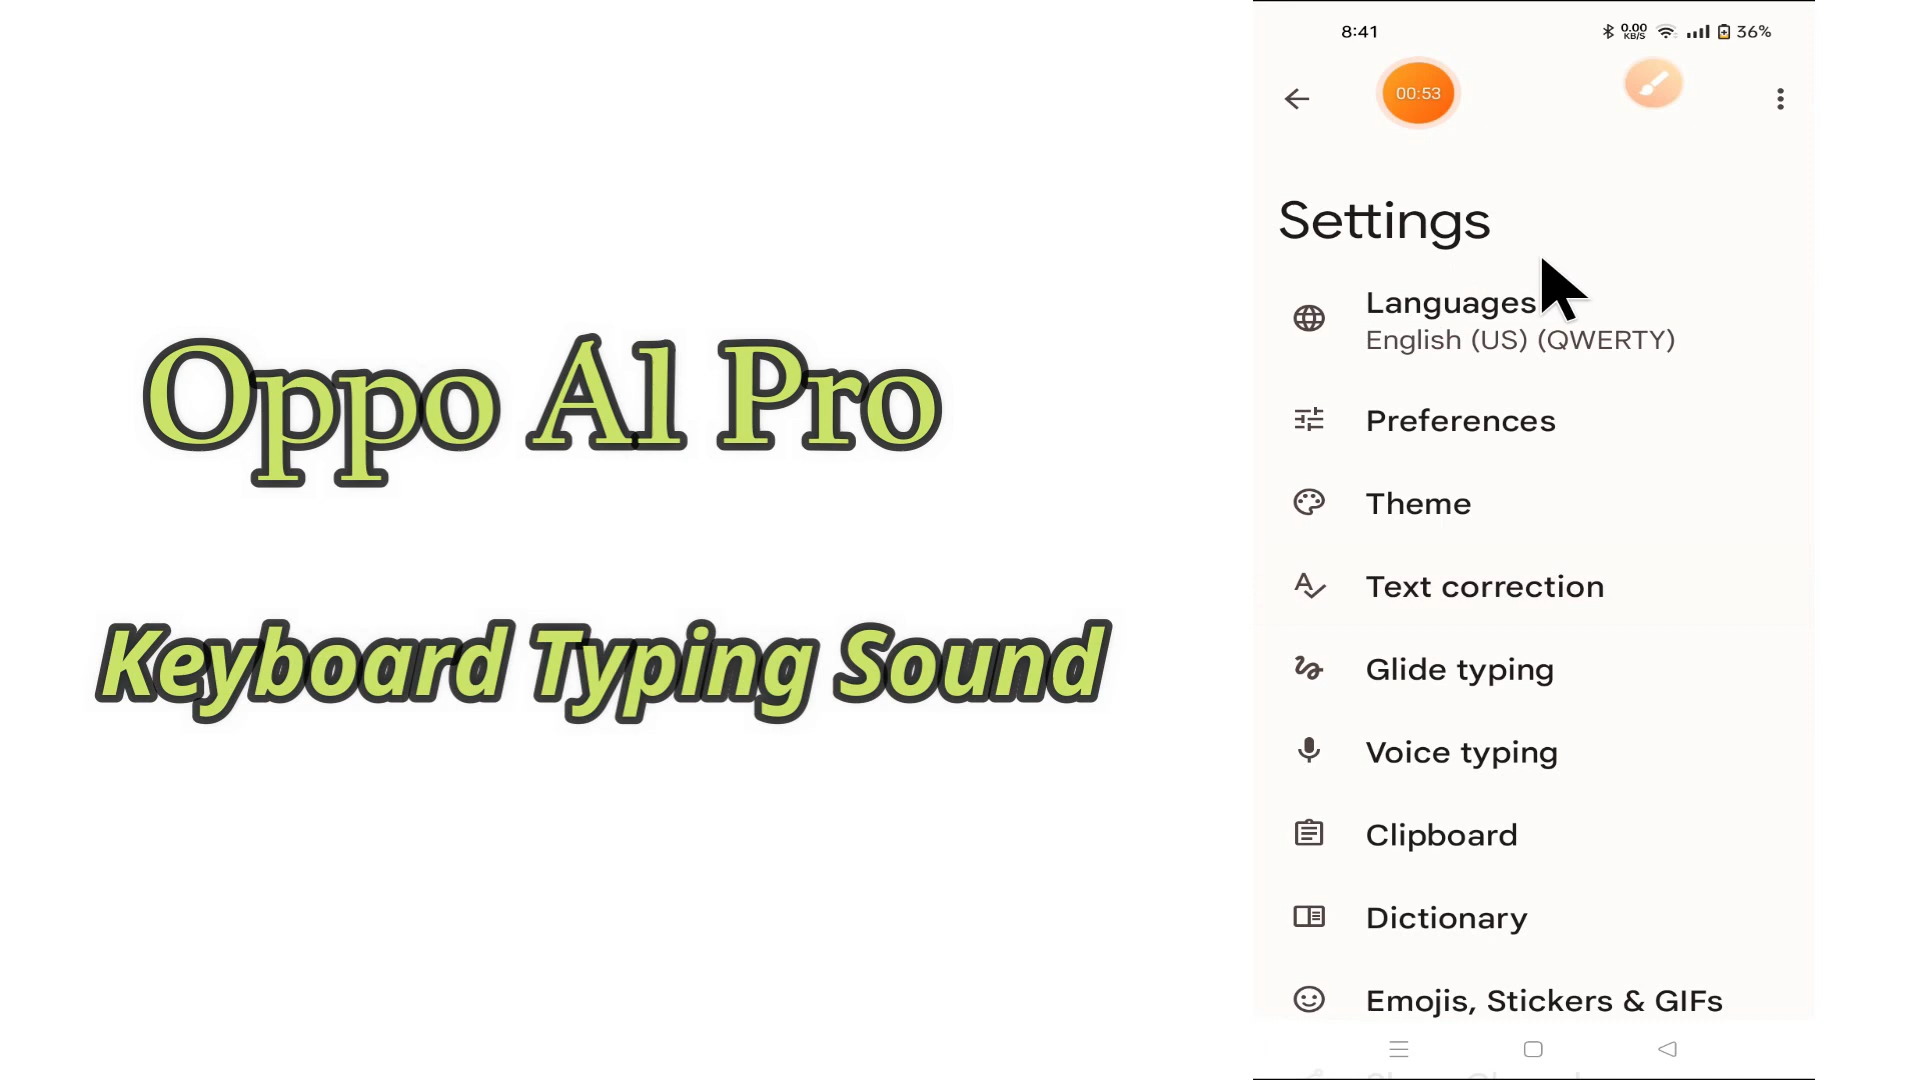 Oppo A1 Pro
Keyboard Typing Sound
8:41
0.00 KB/S
36%
00:53
Settings
Languages
English (US) (QWERTY)
Preferences
Theme
Text correction
Glide typing
Voice typing
Clipboard
Dictionary
Emojis, Stickers & GIFs